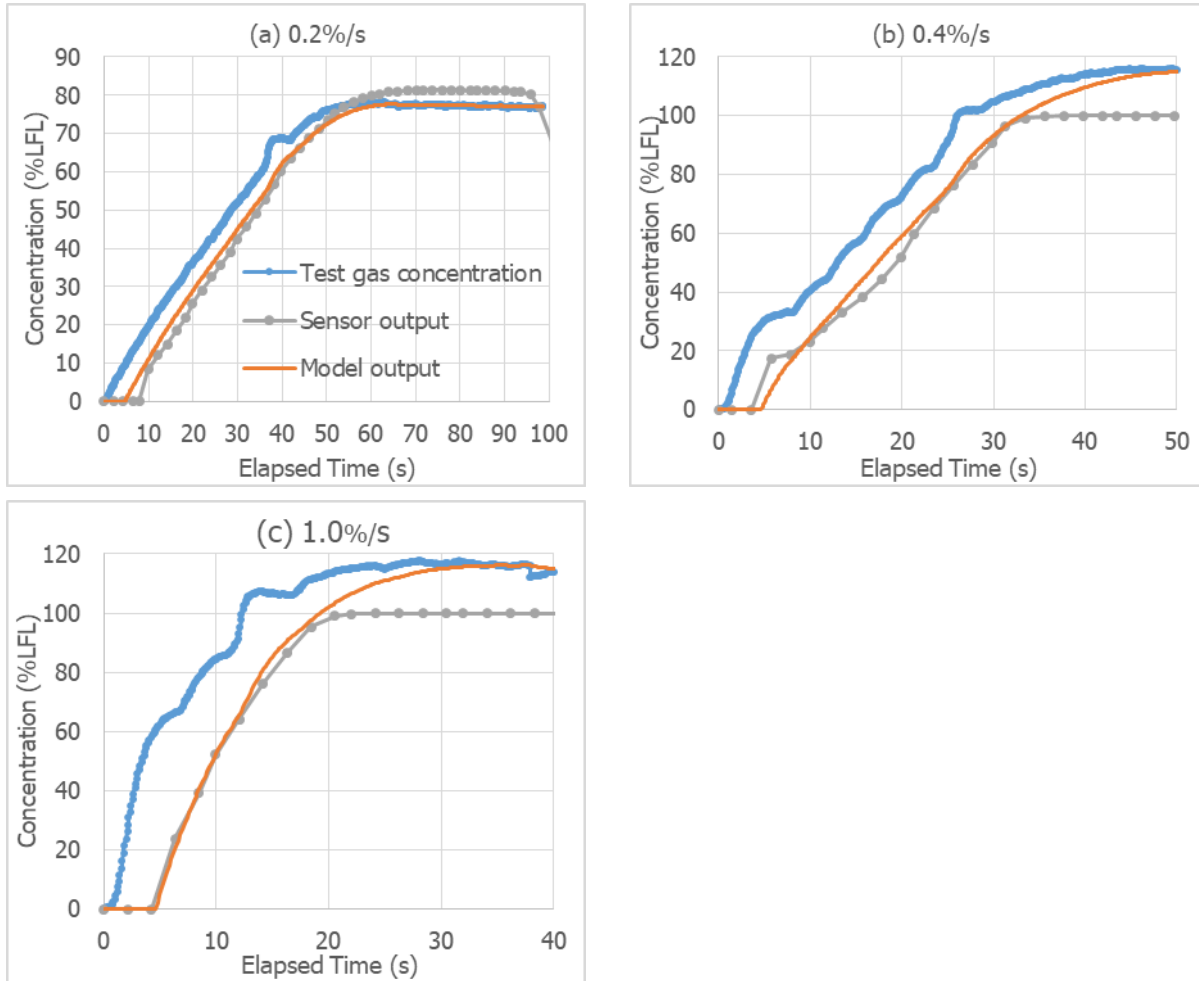 (a) 0.2%/s
90
80
70
60
50
40
30
20
10
0
Concentration (%LFL)
Test gas concentration
Sensor output
Model output
0 10 20 30 40 50 60 70 80 90 100
Elapsed Time (s)
(b) 0.4%/s
120
100
80
60
40
20
0
Concentration (%LFL)
0 10 20 30 40 50
Elapsed Time (s)
(c) 1.0%/s
120
100
80
60
40
20
0
Concentration (%LFL)
0 10 20 30 40
Elapsed Time (s)